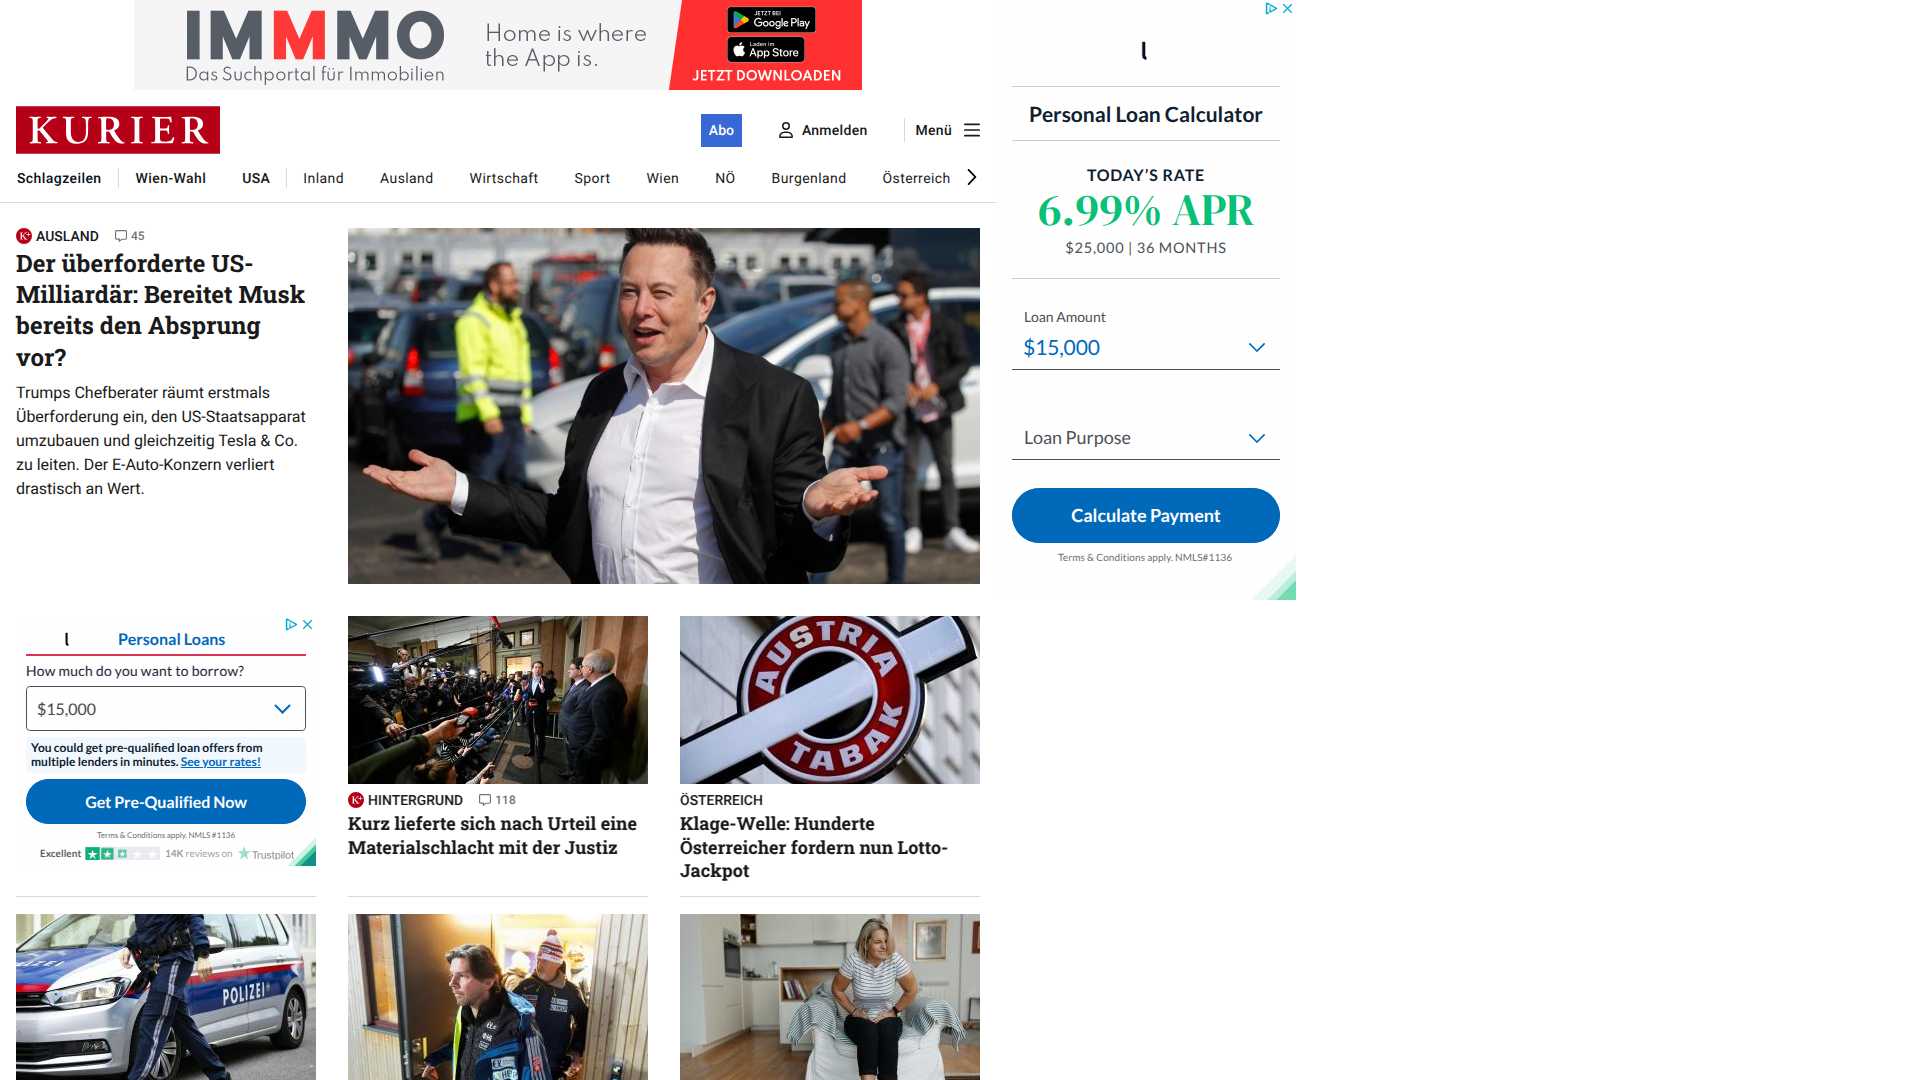 IMMMO
Das Suchportal für Immobilien
Home is where
the App is.
JETZT BEI
Google Play
Laden im
App Store
JETZT DOWNLOADEN
KURIER
Abo
Anmelden
Menü
Schlagzeilen
Wien-Wahl
USA
Inland
Ausland
Wirtschaft
Sport
Wien
NÖ
Burgenland
Österreich
K+ AUSLAND 45
Der überforderte US-
Milliardär: Bereitet Musk
bereits den Absprung
vor?
Trumps Chefberater räumt erstmals
Überforderung ein, den US-Staatsapparat
umzubauen und gleichzeitig Tesla & Co.
zu leiten. Der E-Auto-Konzern verliert
drastisch an Wert.
l
Personal Loan Calculator
TODAY'S RATE
6.99% APR
$25,000 | 36 MONTHS
Loan Amount
$15,000
Loan Purpose
Calculate Payment
Terms & Conditions apply. NMLS#1136
l
Personal Loans
How much do you want to borrow?
$15,000
You could get pre-qualified loan offers from
multiple lenders in minutes. See your rates!
Get Pre-Qualified Now
Terms & Conditions apply. NMLS #1136
Excellent 14K reviews on Trustpilot
K+ HINTERGRUND 118
Kurz lieferte sich nach Urteil eine
Materialschlacht mit der Justiz
AUSTRIA
TABAK
ÖSTERREICH
Klage-Welle: Hunderte
Österreicher fordern nun Lotto-
Jackpot
POLIZEI
POLIZEI